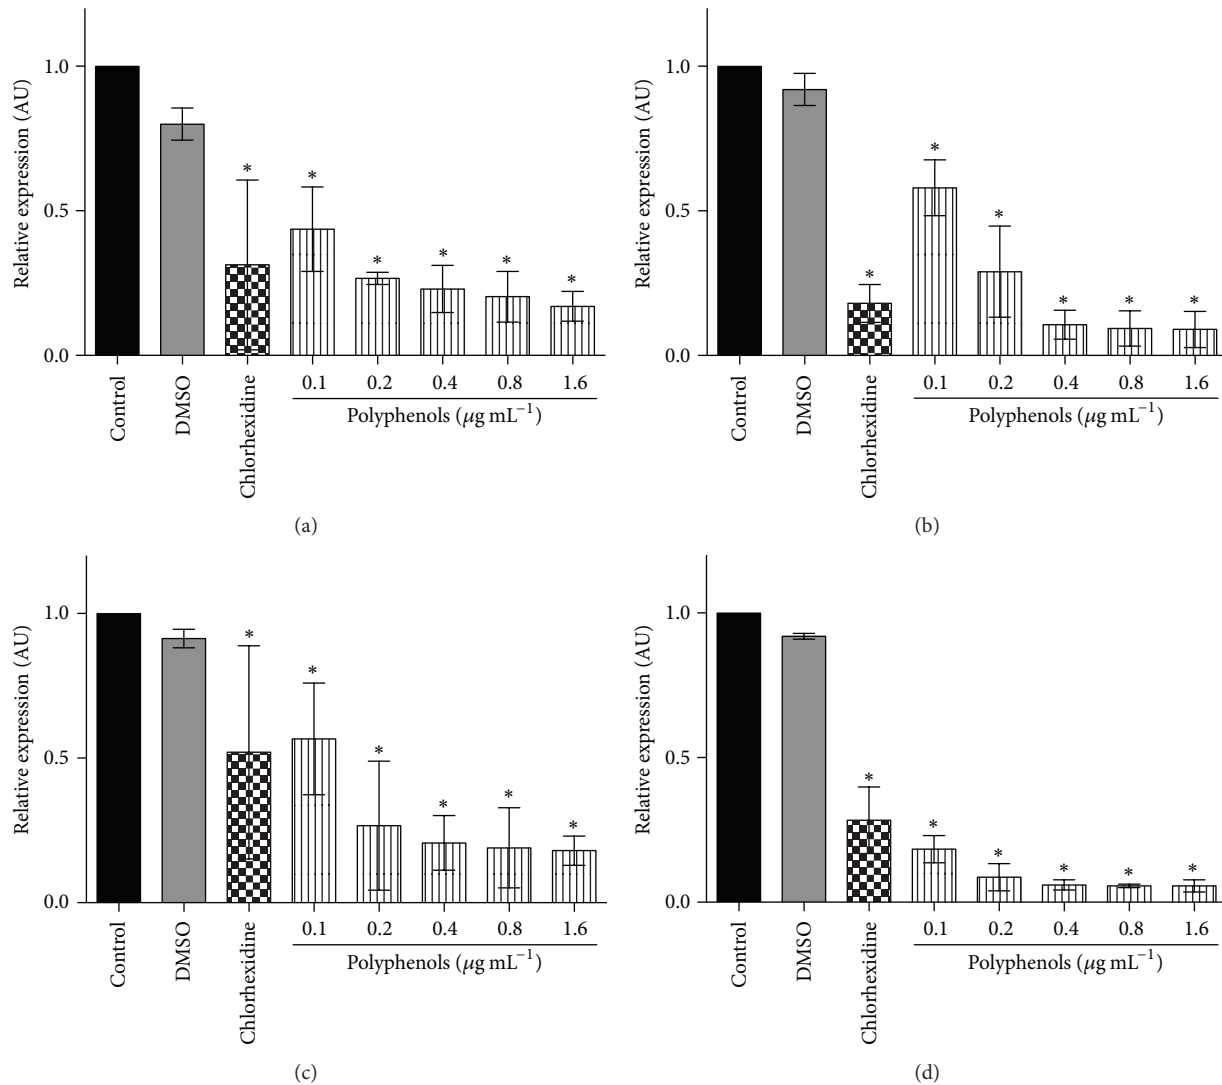 Relative expression (AU)
1.0
0.5
0.0
* * * * * *
Control
DMSO
Chlorhexidine
0.1 0.2 0.4 0.8 1.6
Polyphenols (μg mL⁻¹)
(a)
Relative expression (AU)
1.0
0.5
0.0
* * * * * *
Control
DMSO
Chlorhexidine
0.1 0.2 0.4 0.8 1.6
Polyphenols (μg mL⁻¹)
(b)
Relative expression (AU)
1.0
0.5
0.0
* * * * * *
Control
DMSO
Chlorhexidine
0.1 0.2 0.4 0.8 1.6
Polyphenols (μg mL⁻¹)
(c)
Relative expression (AU)
1.0
0.5
0.0
* * * * * *
Control
DMSO
Chlorhexidine
0.1 0.2 0.4 0.8 1.6
Polyphenols (μg mL⁻¹)
(d)